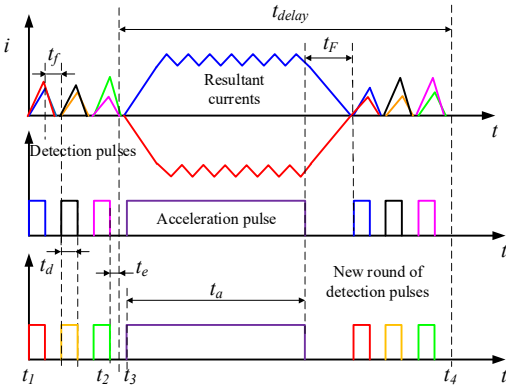 t_delay
i
t_f
t_F
Resultant
currents
t
Detection pulses
Acceleration pulse
t
t_d
t_e
t_a
New round of
detection pulses
t_1
t_2
t_3
t_4
t